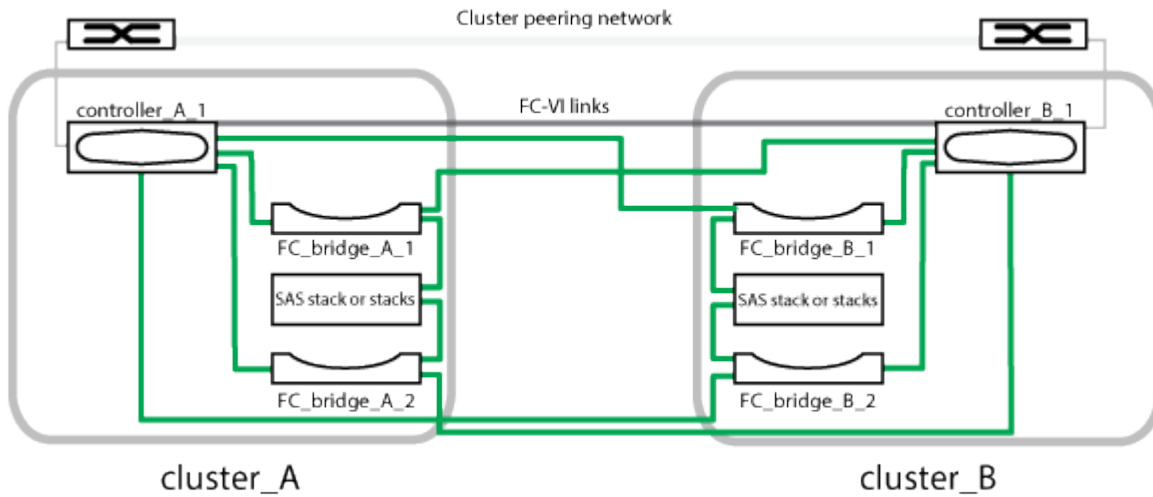 Cluster peering network
controller_A_1
FC-VI links
controller_B_1
FC_bridge_A_1
FC_bridge_B_1
SAS stack or stacks
SAS stack or stacks
FC_bridge_A_2
FC_bridge_B_2
cluster_A
cluster_B